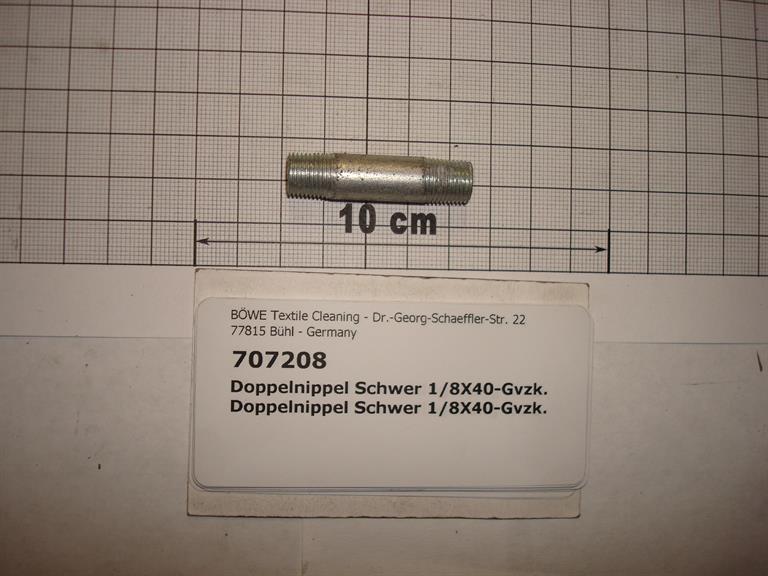 10 cm
BÖWE Textile Cleaning - Dr.-Georg-Schaeffler-Str. 22
77815 Bühl - Germany
707208
Doppelnippel Schwer 1/8X40-Gvzk.
Doppelnippel Schwer 1/8X40-Gvzk.